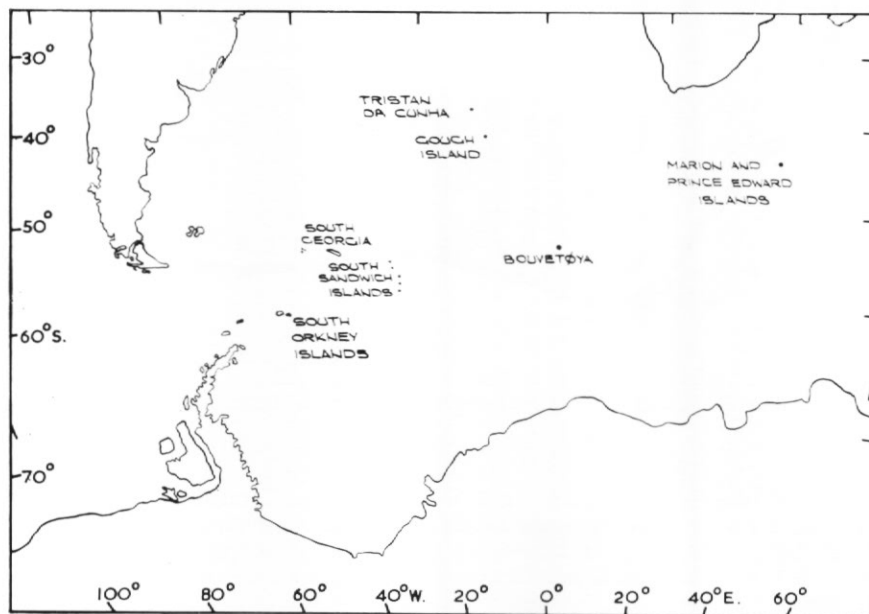 30°
TRISTAN
DA CUNHA
40°
GOUGH
ISLAND
MARION AND
PRINCE EDWARD
ISLANDS
50°
SOUTH
GEORGIA
BOUVETØYA
SOUTH
SANDWICH
ISLANDS
60°S.
SOUTH
ORKNEY
ISLANDS
70°
100° 80° 60° 40°W. 20° 0° 20° 40°E. 60°